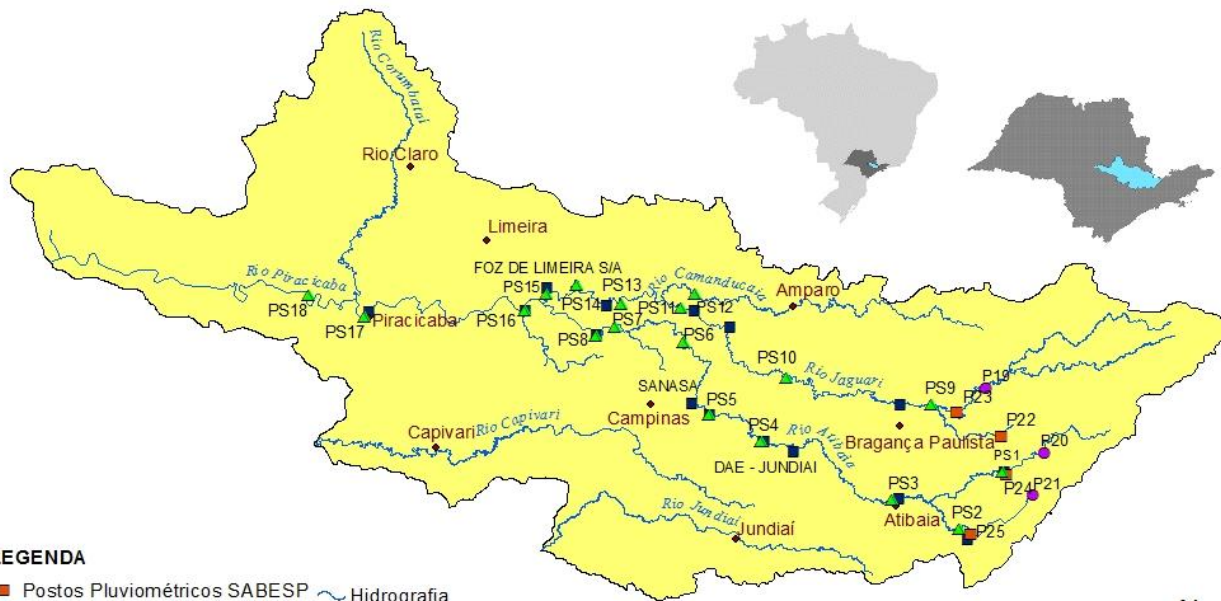 Rio Corumbataí
Rio Claro
Limeira
FOZ DE LIMEIRA S/A
Rio Camanducaia
Amparo
Rio Piracicaba
PS15
PS13
PS14
PS11
PS12
PS18
PS17
Piracicaba
PS16
PS7
PS8
PS6
PS10
Rio Jaguari
P19
PS9
P23
SANASA
PS5
Campinas
Rio Capivari
Capivari
PS4
Rio Atibaia
Bragança Paulista
P22
P20
DAE - JUNDIAI
PS1
P24
P21
PS3
Atibaia
Rio Jundiaí
Jundiaí
PS2
P25
EGENDA
Postos Pluviométricos SABESP
Hidrografia